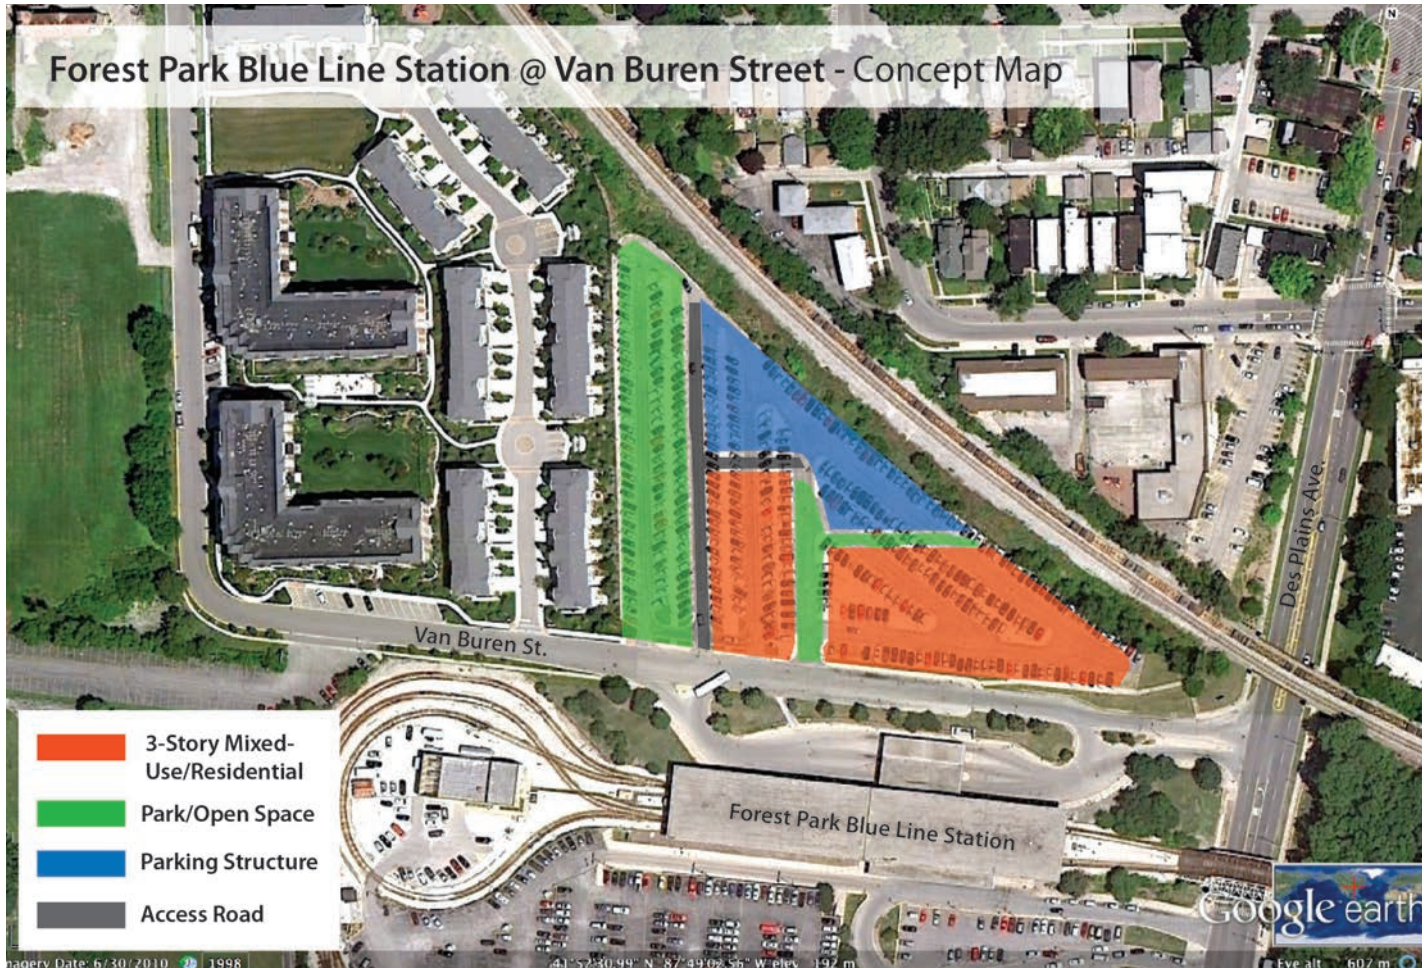 Forest Park Blue Line Station @ Van Buren Street - Concept Map
N
Des Plains Ave.
Van Buren St.
3-Story Mixed-
Use/Residential
Park/Open Space
Parking Structure
Access Road
Forest Park Blue Line Station
Google earth
Imagery Date: 6/30/2010
1998
41°52'30.99" N 87°49'02.56" W elev 192 m
Eye alt 607 m